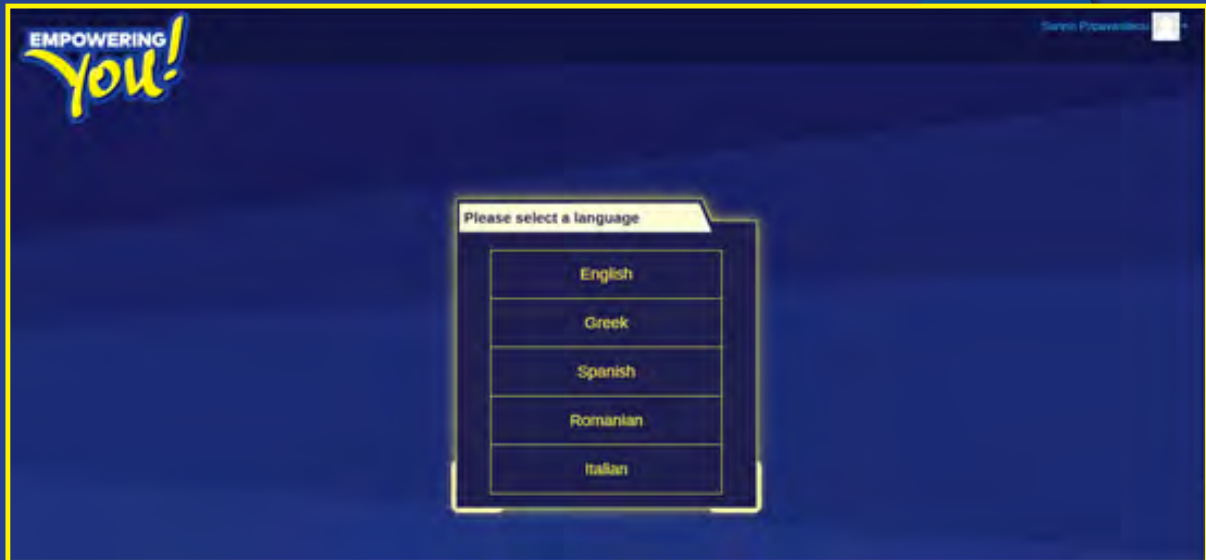 EMPOWERING
You!
Please select a language
English
Greek
Spanish
Romanian
Italian